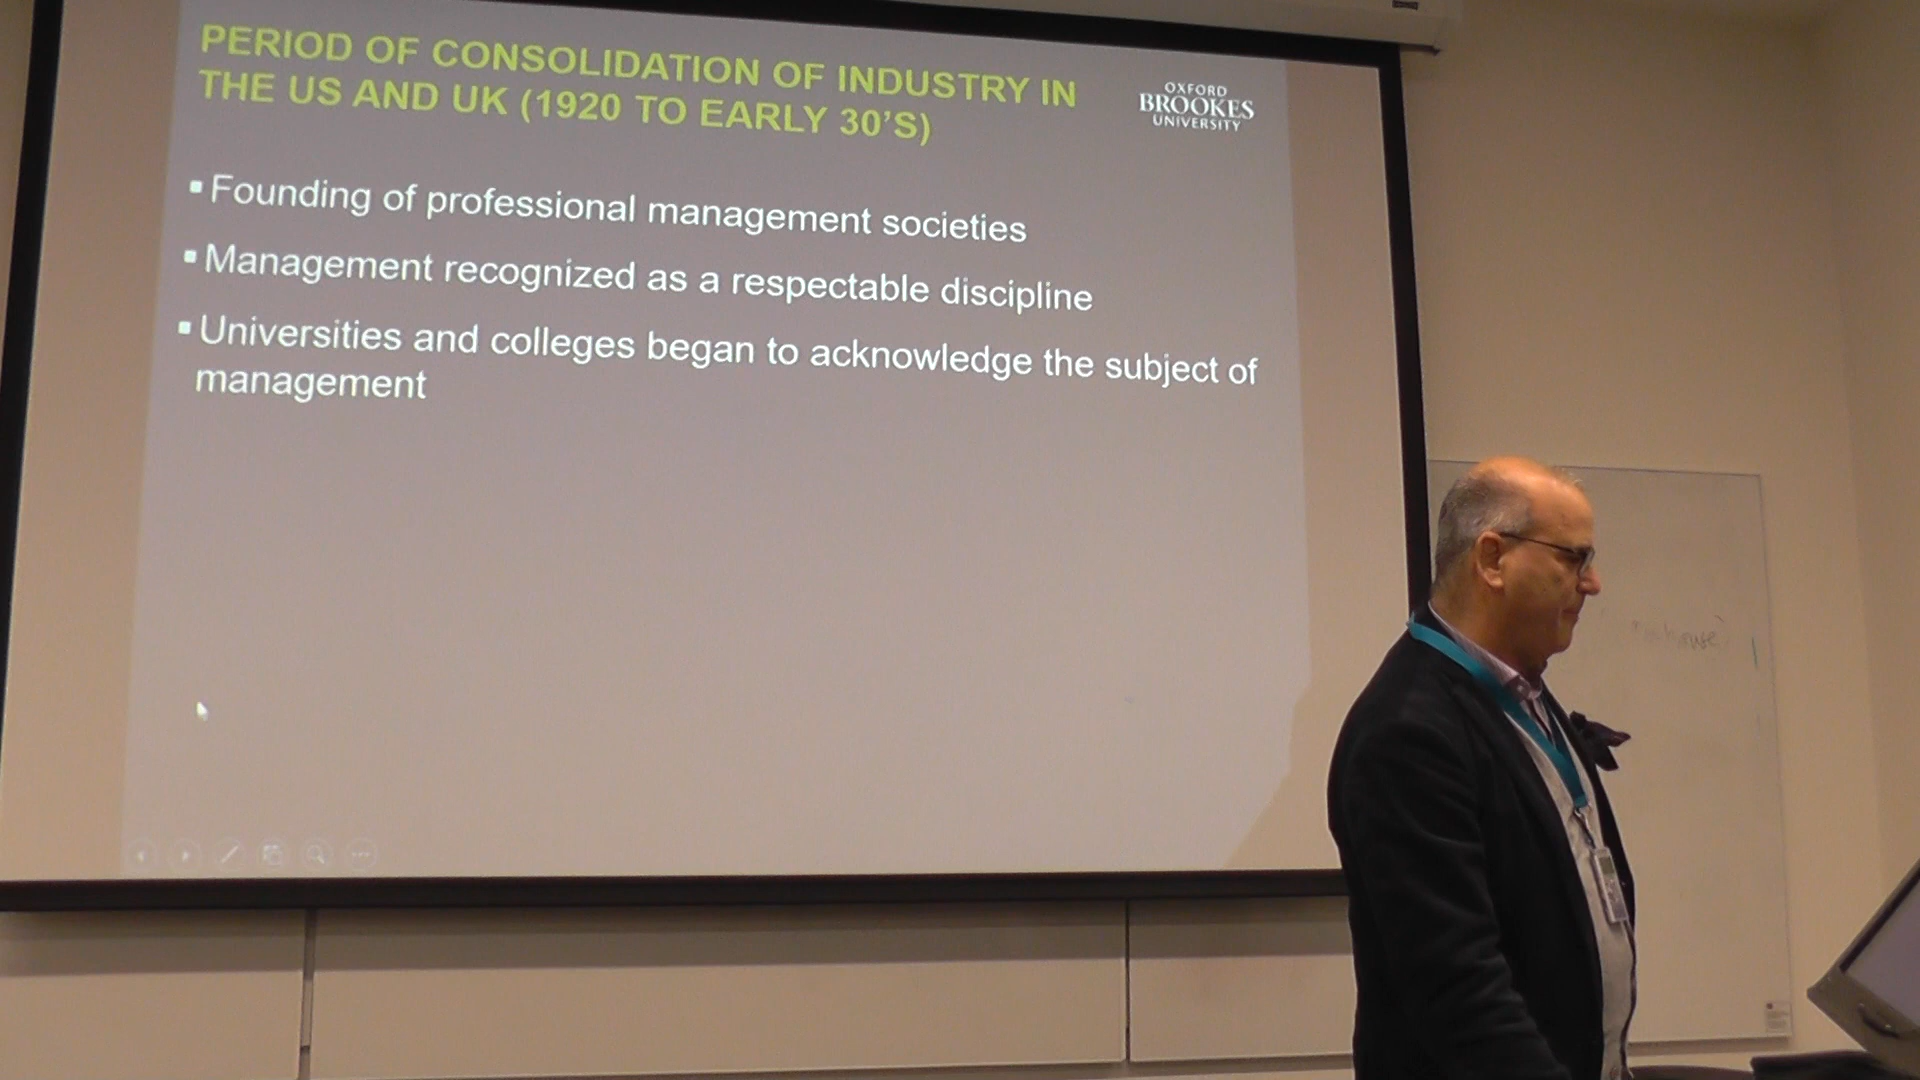 PERIOD OF CONSOLIDATION OF INDUSTRY IN
THE US AND UK (1920 TO EARLY 30'S)
OXFORD
BROOKES
UNIVERSITY
▪ Founding of professional management societies
▪ Management recognized as a respectable discipline
▪ Universities and colleges began to acknowledge the subject of
management